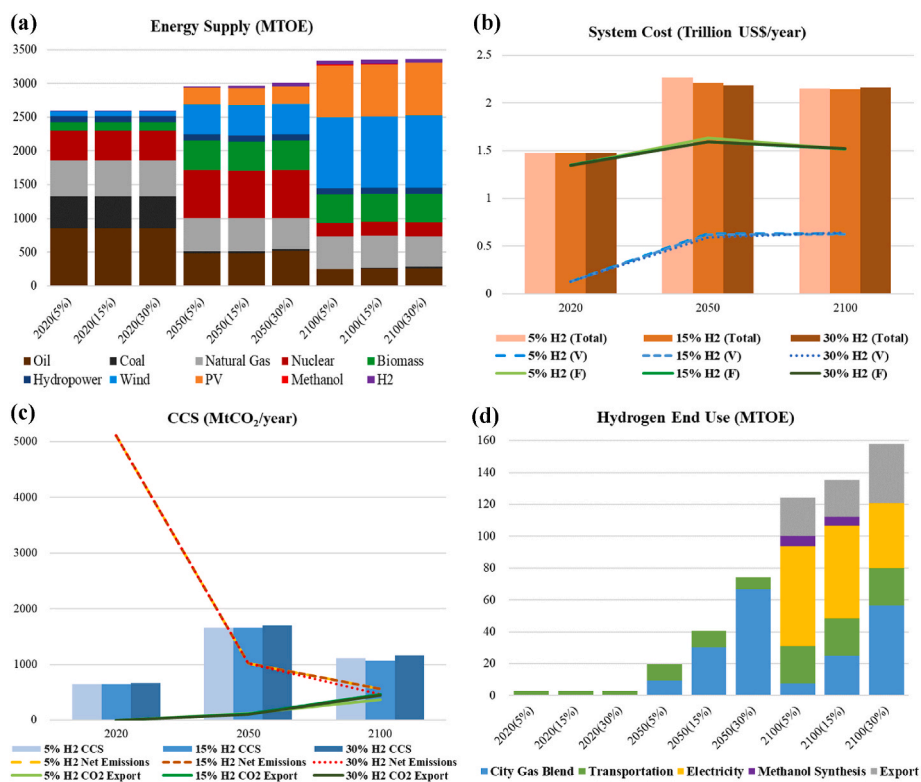 (a)
Energy Supply (MTOE)
3500
3000
2500
2000
1500
1000
500
0
2020(5%)
2020(15%)
2020(30%)
2050(5%)
2050(15%)
2050(30%)
2100(5%)
2100(15%)
2100(30%)
Oil Coal Natural Gas Nuclear Biomass
Hydropower Wind PV Methanol H2
(b)
System Cost (Trillion US$/year)
2.5
2
1.5
1
0.5
0
2020 2050 2100
5% H2 (Total) 15% H2 (Total) 30% H2 (Total)
5% H2 (V) 15% H2 (V) 30% H2 (V)
5% H2 (F) 15% H2 (F) 30% H2 (F)
(c)
CCS (MtCO₂/year)
5000
4000
3000
2000
1000
0
2020 2050 2100
5% H2 CCS 15% H2 CCS 30% H2 CCS
5% H2 Net Emissions 15% H2 Net Emissions 30% H2 Net Emissions
5% H2 CO2 Export 15% H2 CO2 Export 30% H2 CO2 Export
(d)
Hydrogen End Use (MTOE)
160
140
120
100
80
60
40
20
0
2020(5%)
2020(15%)
2020(30%)
2050(5%)
2050(15%)
2050(30%)
2100(5%)
2100(15%)
2100(30%)
City Gas Blend Transportation Electricity Methanol Synthesis Export